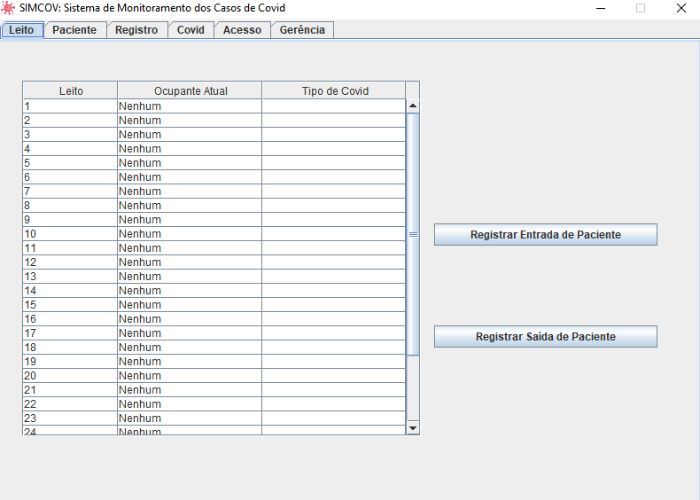 SIMCOV: Sistema de Monitoramento dos Casos de Covid
Leito Paciente Registro Covid Acesso Gerência
Leito Ocupante Atual Tipo de Covid
1 Nenhum
2 Nenhum
3 Nenhum
4 Nenhum
5 Nenhum
6 Nenhum
7 Nenhum
8 Nenhum
9 Nenhum
10 Nenhum
11 Nenhum
12 Nenhum
13 Nenhum
14 Nenhum
15 Nenhum
16 Nenhum
17 Nenhum
18 Nenhum
19 Nenhum
20 Nenhum
21 Nenhum
22 Nenhum
23 Nenhum
24 Nenhum
Registrar Entrada de Paciente
Registrar Saída de Paciente